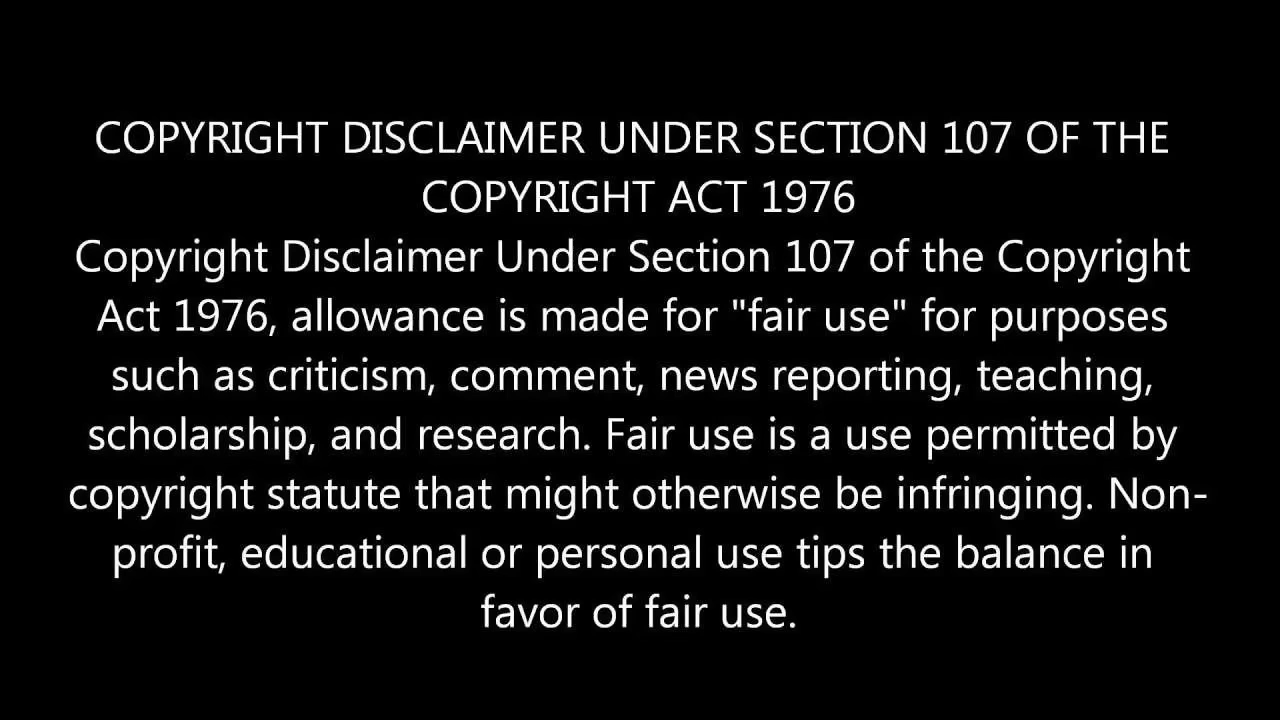 COPYRIGHT DISCLAIMER UNDER SECTION 107 OF THE
COPYRIGHT ACT 1976
Copyright Disclaimer Under Section 107 of the Copyright
Act 1976, allowance is made for "fair use" for purposes
such as criticism, comment, news reporting, teaching,
scholarship, and research. Fair use is a use permitted by
copyright statute that might otherwise be infringing. Non-
profit, educational or personal use tips the balance in
favor of fair use.